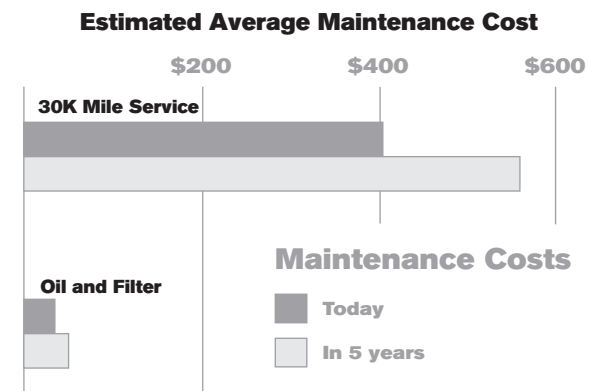 Estimated Average Maintenance Cost
$200 $400 $600
30K Mile Service
Oil and Filter
Maintenance Costs
Today
In 5 years